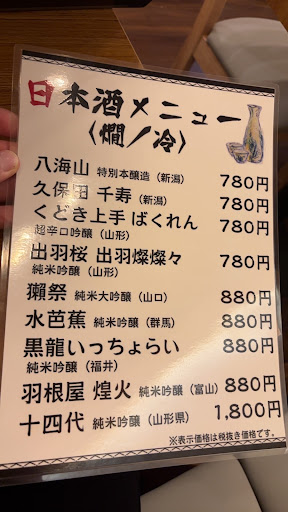 日本酒メニュー
〈燗/冷〉
八海山 特別本醸造(新潟) 780円
久保田 千寿(新潟) 780円
くどき上手 ばくれん 780円
超辛口吟醸(山形)
出羽桜 出羽燦燦々 780円
純米吟醸(山形)
獺祭 純米大吟醸(山口) 880円
水芭蕉 純米吟醸(群馬) 880円
黒龍いっちょらい 880円
純米吟醸(福井)
羽根屋 煌火 純米吟醸(富山) 880円
十四代 純米吟醸(山形県) 1,800円
※表示価格は税抜き価格です。